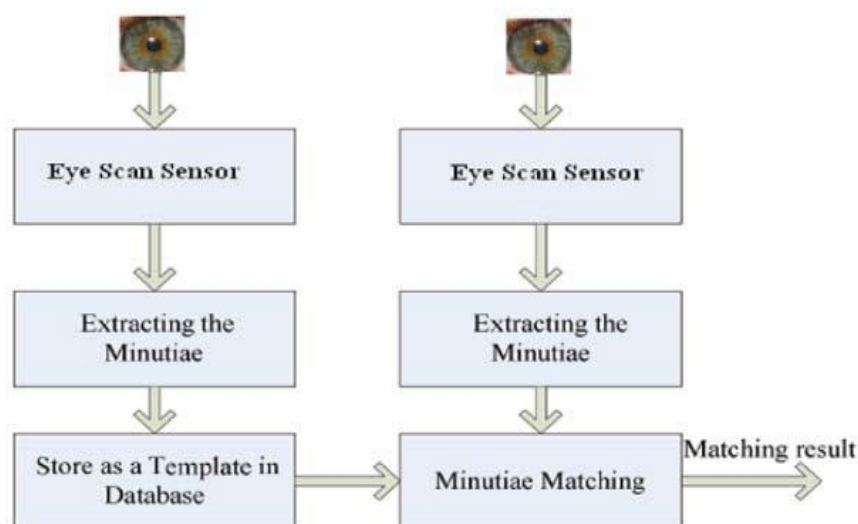 Eye Scan Sensor
Eye Scan Sensor
Extracting the
Minutiae
Extracting the
Minutiae
Store as a Template in
Database
Minutiae Matching
Matching result